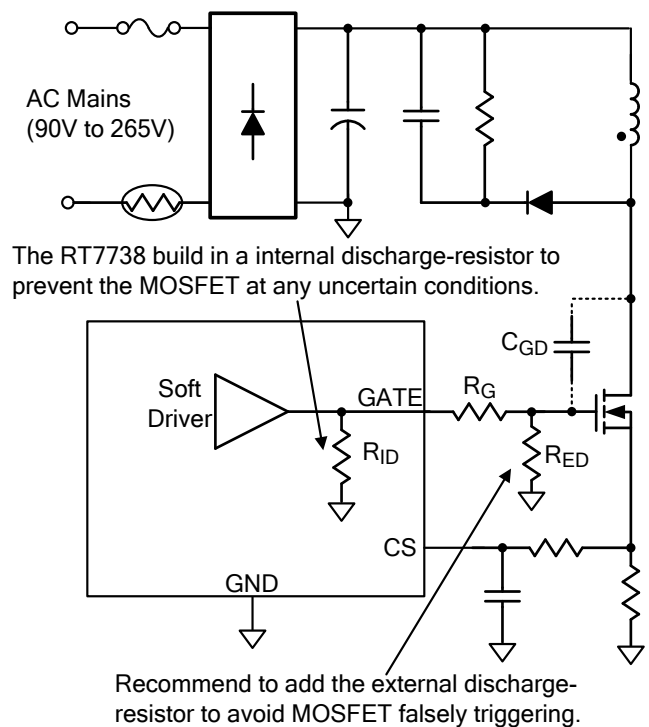 AC Mains
(90V to 265V)
The RT7738 build in a internal discharge-resistor to
prevent the MOSFET at any uncertain conditions.
CGD
Soft
Driver
GATE
RG
RID
RED
CS
GND
Recommend to add the external discharge-
resistor to avoid MOSFET falsely triggering.